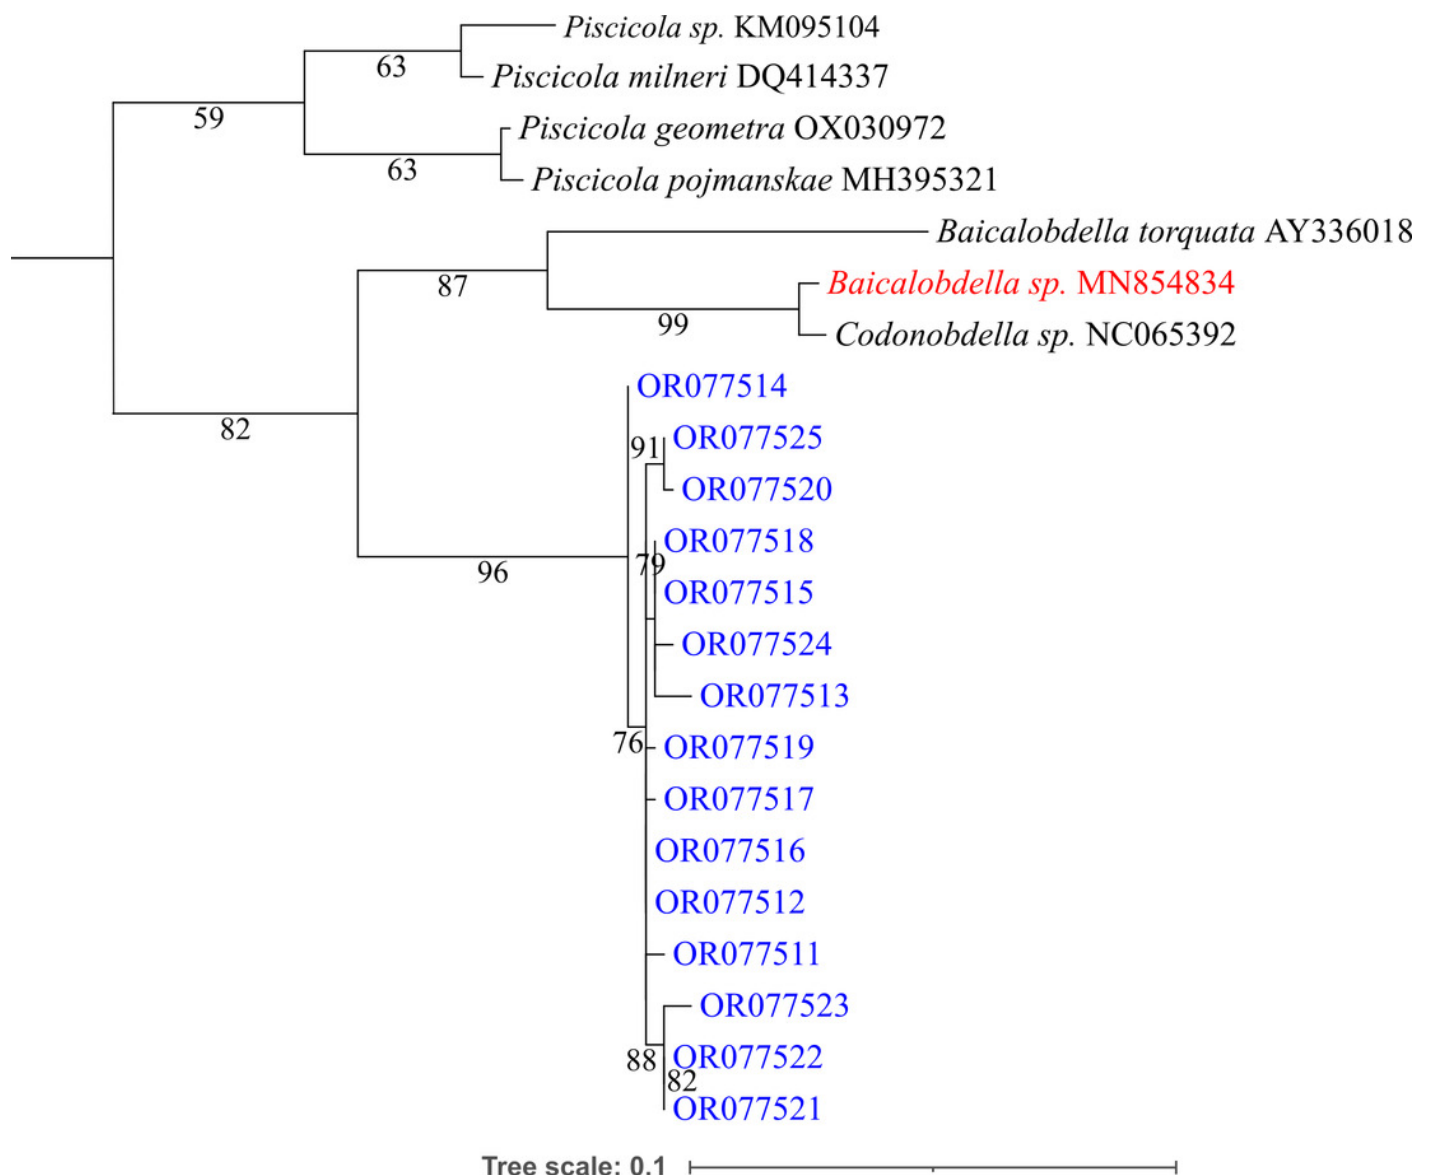 Piscicola sp. KM095104
63
Piscicola milneri DQ414337
59
Piscicola geometra OX030972
63
Piscicola pojmanskae MH395321
Baicalobdella torquata AY336018
87
Baicalobdella sp. MN854834
99
Codonobdella sp. NC065392
OR077514
82
91
OR077525
OR077520
OR077518
79
96
OR077515
OR077524
OR077513
76
OR077519
OR077517
OR077516
OR077512
OR077511
OR077523
88
OR077522
82
OR077521
Tree scale: 0.1